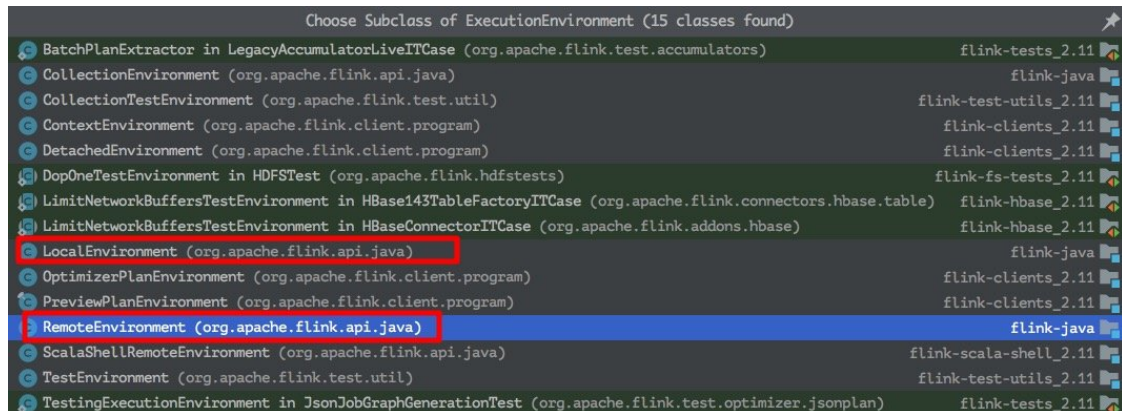 Choose Subclass of ExecutionEnvironment (15 classes found)
BatchPlanExtractor in LegacyAccumulatorLiveITCase (org.apache.flink.test.accumulators) flink-tests_2.11
CollectionEnvironment (org.apache.flink.api.java) flink-java
CollectionTestEnvironment (org.apache.flink.test.util) flink-test-utils_2.11
ContextEnvironment (org.apache.flink.client.program) flink-clients_2.11
DetachedEnvironment (org.apache.flink.client.program) flink-clients_2.11
DopOneTestEnvironment in HDFSTest (org.apache.flink.hdfstests) flink-fs-tests_2.11
LimitNetworkBuffersTestEnvironment in HBase143TableFactoryITCase (org.apache.flink.connectors.hbase.table) flink-hbase_2.11
LimitNetworkBuffersTestEnvironment in HBaseConnectorITCase (org.apache.flink.addons.hbase) flink-hbase_2.11
LocalEnvironment (org.apache.flink.api.java) flink-java
OptimizerPlanEnvironment (org.apache.flink.client.program) flink-clients_2.11
PreviewPlanEnvironment (org.apache.flink.client.program) flink-clients_2.11
RemoteEnvironment (org.apache.flink.api.java) flink-java
ScalaShellRemoteEnvironment (org.apache.flink.api.java) flink-scala-shell_2.11
TestEnvironment (org.apache.flink.test.util) flink-test-utils_2.11
TestingExecutionEnvironment in JsonJobGraphGenerationTest (org.apache.flink.test.optimizer.jsonplan) flink-tests_2.11